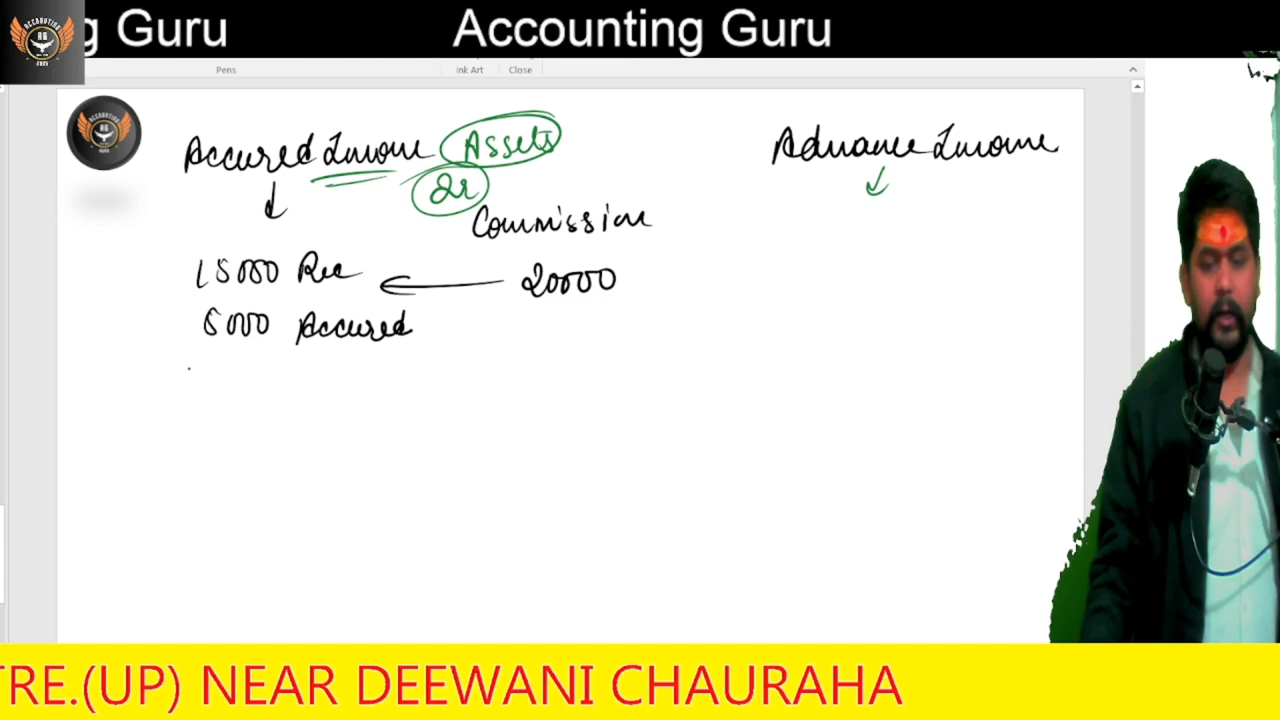 g Guru Accounting Guru
Pens Ink Art Close
Accured Income Assets
Dr
Advance Income
Commission
15000 Rec 20000
5000 Accured
TRE.(UP) NEAR DEEWANI CHAURAHA